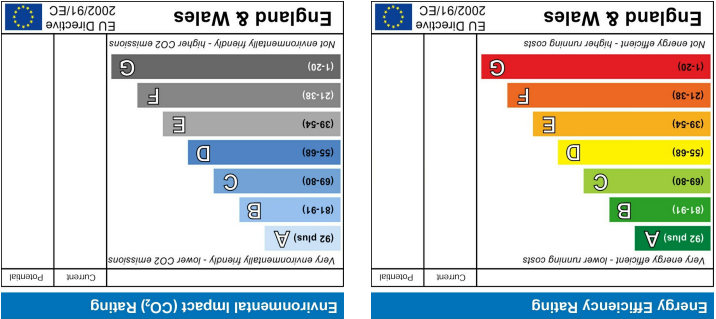 Energy Efficiency Rating
Current Potential
Very energy efficient - lower running costs
(92 plus) A
(81-91) B
(69-80) C
(55-68) D
(39-54) E
(21-38) F
(1-20) G
Not energy efficient - higher running costs
England & Wales
EU Directive
2002/91/EC
Environmental Impact (CO2) Rating
Current Potential
Very environmentally friendly - lower CO2 emissions
(92 plus) A
(81-91) B
(69-80) C
(55-68) D
(39-54) E
(21-38) F
(1-20) G
Not environmentally friendly - higher CO2 emissions
England & Wales
EU Directive
2002/91/EC